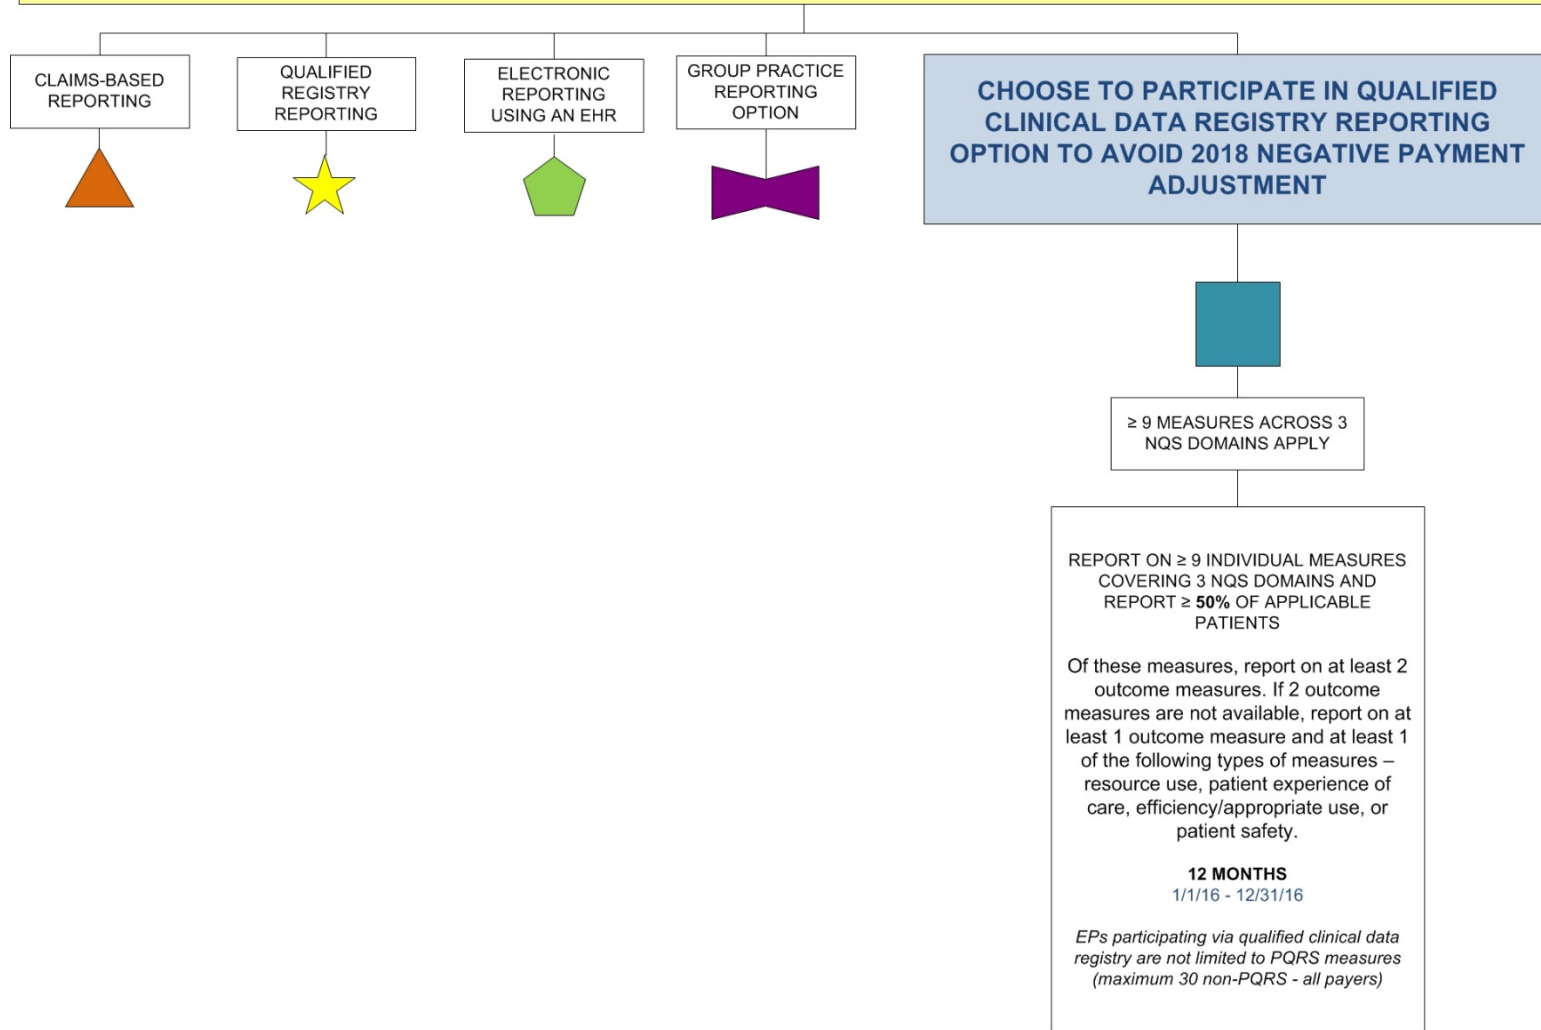 CLAIMS-BASED
REPORTING
QUALIFIED
REGISTRY
REPORTING
ELECTRONIC
REPORTING
USING AN EHR
GROUP PRACTICE
REPORTING
OPTION
CHOOSE TO PARTICIPATE IN QUALIFIED
CLINICAL DATA REGISTRY REPORTING
OPTION TO AVOID 2018 NEGATIVE PAYMENT
ADJUSTMENT
≥ 9 MEASURES ACROSS 3
NQS DOMAINS APPLY
REPORT ON ≥ 9 INDIVIDUAL MEASURES
COVERING 3 NQS DOMAINS AND
REPORT ≥ 50% OF APPLICABLE
PATIENTS
Of these measures, report on at least 2
outcome measures. If 2 outcome
measures are not available, report on at
least 1 outcome measure and at least 1
of the following types of measures –
resource use, patient experience of
care, efficiency/appropriate use, or
patient safety.
12 MONTHS
1/1/16 - 12/31/16
EPs participating via qualified clinical data
registry are not limited to PQRS measures
(maximum 30 non-PQRS - all payers)